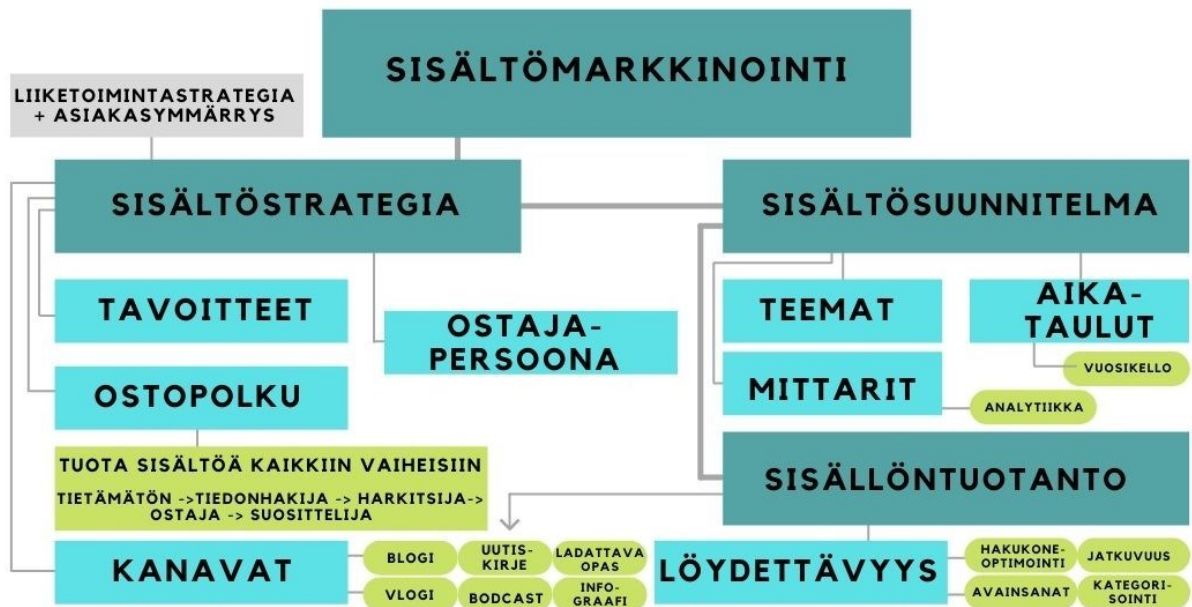 SISÄLTÖMARKKINOINTI
LIIKETOIMINTASTRATEGIA
+ ASIAKASYMMÄRRYS
SISÄLTÖSTRATEGIA
SISÄLTÖSUUNNITELMA
TAVOITTEET
OSTAJA-
PERSOONA
TEEMAT
AIKA-
TAULUT
VUOSIKELLO
OSTOPOLKU
MITTARIT
ANALYTIIKKA
TUOTA SISÄLTÖÄ KAIKKIIN VAIHEISIIN
TIETÄMÄTÖN ->TIEDONHAKIJA -> HARKITSIJA->
OSTAJA -> SUOSITTELIJA
SISÄLLÖNTUOTANTO
KANAVAT
BLOGI
UUTIS-
KIRJE
LADATTAVA
OPAS
VLOGI
BODCAST
INFO-
GRAAFI
LÖYDETTÄVYYS
HAKUKONE-
OPTIMOINTI
JATKUVUUS
AVAINSANAT
KATEGORI-
SOINTI